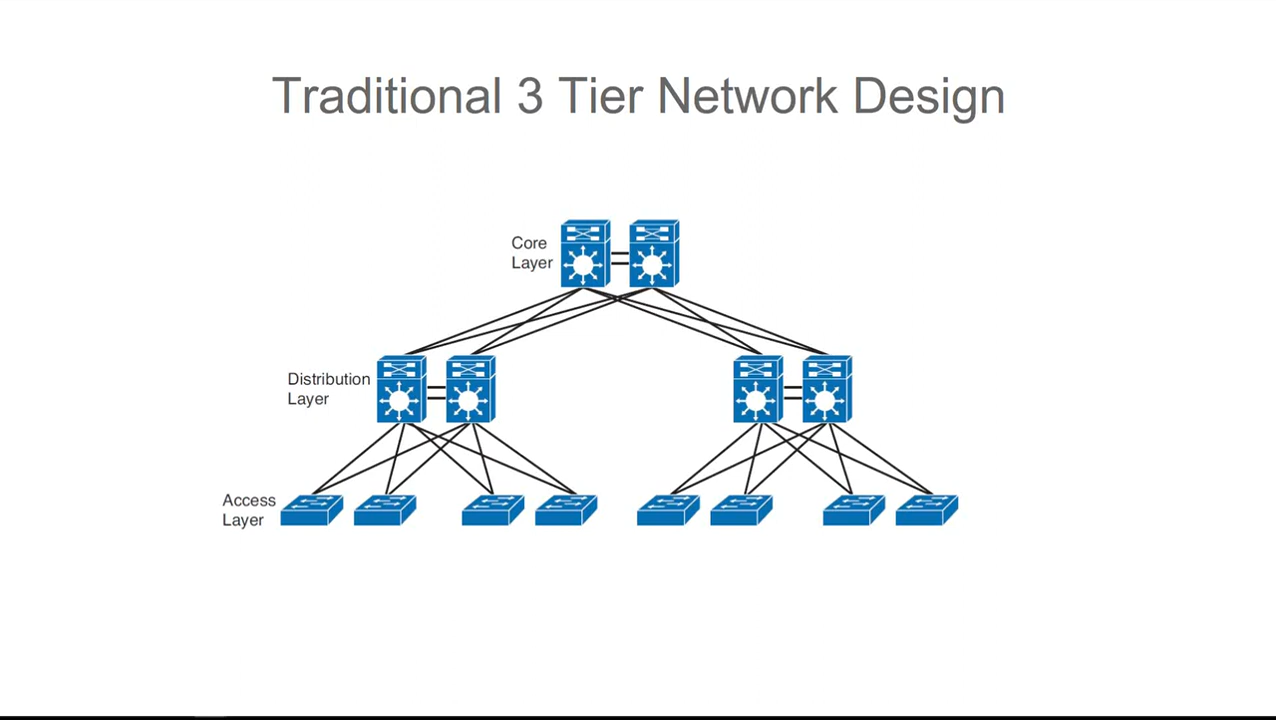 Traditional 3 Tier Network Design
Core
Layer
Distribution
Layer
Access
Layer